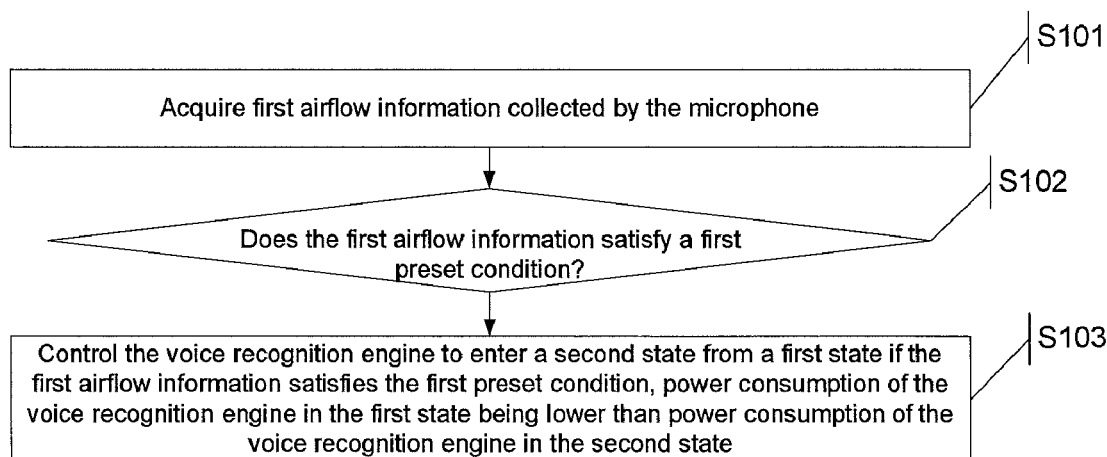 S101
Acquire first airflow information collected by the microphone
S102
Does the first airflow information satisfy a first
preset condition?
S103
Control the voice recognition engine to enter a second state from a first state if the
first airflow information satisfies the first preset condition, power consumption of the
voice recognition engine in the first state being lower than power consumption of the
voice recognition engine in the second state